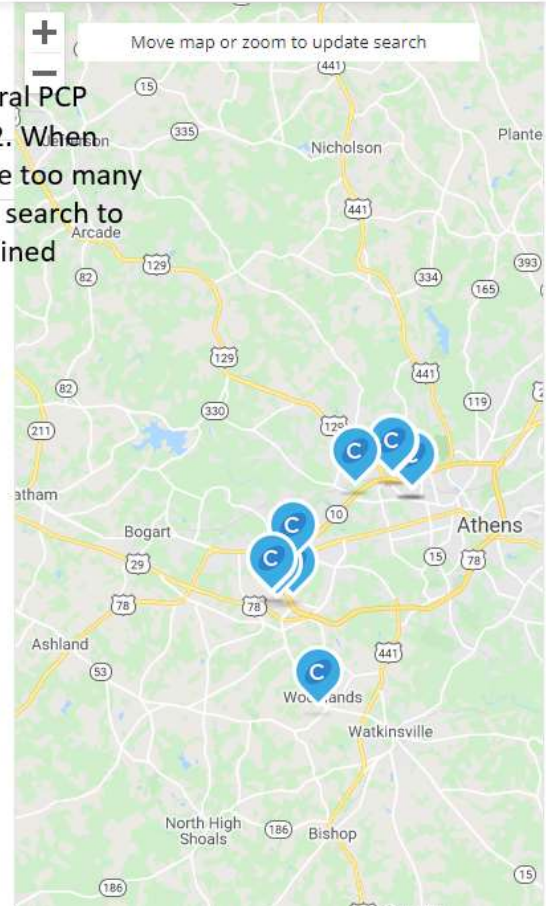 Move map or zoom to update search
441
15
ral PCP
335
2. When
Nicholson
Plante
e too many
441
search to
Arcade
ined
129
393
82
334
165
129
441
82
330
119
211
C
C
atham
C
10
Athens
Bogart
C
15
29
78
78
78
Ashland
441
53
C
Watkinsville
North High
Shoals
186
Bishop
15
186